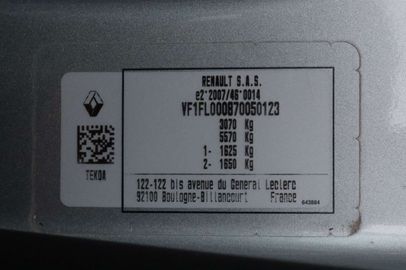 RENAULT S.A.S.
e2*2007/46*0014
VF1FL000870050123
3070 Kg
5570 Kg
1- 1625 Kg
2- 1650 Kg
TEKDA
122-122 bis avenue du General Leclerc
92100 Boulogne-Billancourt France
643884